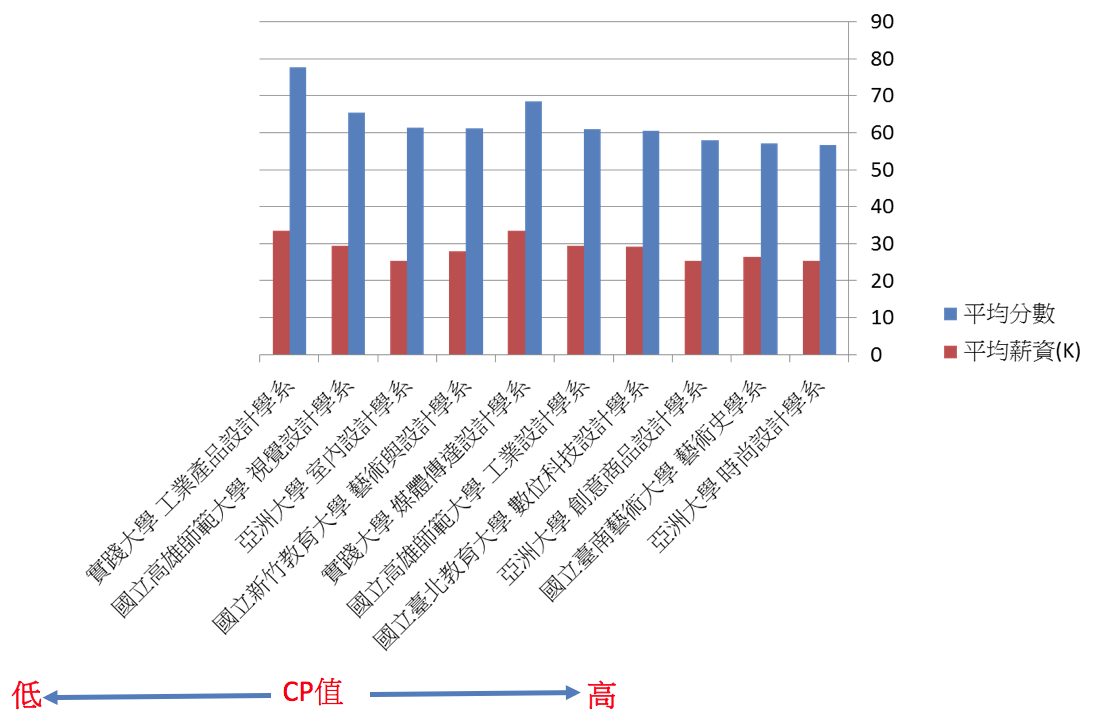 90
80
70
60
50
40
30
20
10
0
平均分數
平均薪資(K)
實踐大學 工業產品設計學系
國立高雄師範大學 視覺設計學系
亞洲大學 室內設計學系
國立新竹教育大學 藝術與設計學系
實踐大學 媒體傳達設計學系
國立高雄師範大學 工業設計學系
國立臺北教育大學 數位科技設計學系
亞洲大學 創意商品設計學系
國立臺南藝術大學 藝術史學系
亞洲大學 時尚設計學系
低 CP值 高